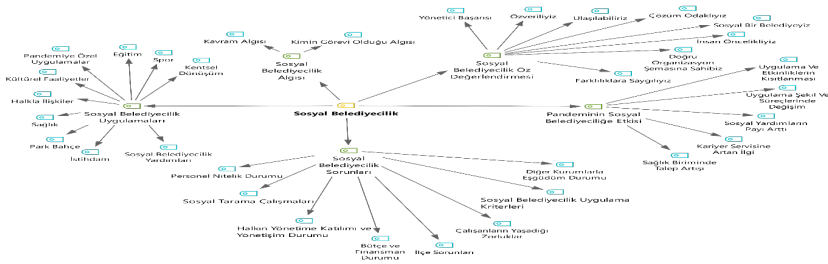 Yönetici Başarısı
Özverilıyiz
Ulaşılabiliriz
Çözüm Odaklıyız
Sosyal Bir Belediyeyiz
İnsan Öncelikliyiz
Doğru
Organizasyon
Şemasına Sahibiz
Farklılıklara Saygılıyız
Sosyal
Belediyecilik Öz
Değerlendirmesi
Kavram Algısı
Kimin Görevi Olduğu Algısı
Sosyal
Belediyecilik
Algısı
Pandemiye Özel
Uygulamalar
Eğitim
Spor
Kentsel
Dönüşüm
Kültürel Faaliyetler
Halkla İlişkiler
Sağlık
Park Bahçe
İstihdam
Sosyal Belediyecilik
Yardımları
Sosyal Belediyecilik
Uygulamaları
Sosyal Belediyecilik
Pandeminin Sosyal
Belediyeciliğe Etkisi
Uygulama Ve
Etkinliklerin
Kısıtlanması
Uygulama Şekil Ve
Süreçlerinde
Değişim
Sosyal Yardımların
Payı Arttı
Kariyer Servisine
Artan İlgi
Sağlık Biriminde
Talep Artışı
Sosyal
Belediyecilik
Sorunları
Personel Nitelik Durumu
Sosyal Tarama Çalışmaları
Halkın Yönetime Katılımı ve
Yönetişim Durumu
Bütçe ve
Finansman
Durumu
İlçe Sorunları
Çalışanların Yaşadığı
Zorluklar
Sosyal Belediyecilik Uygulama
Kriterleri
Diğer Kurumlarla
Eşgüdüm Durumu